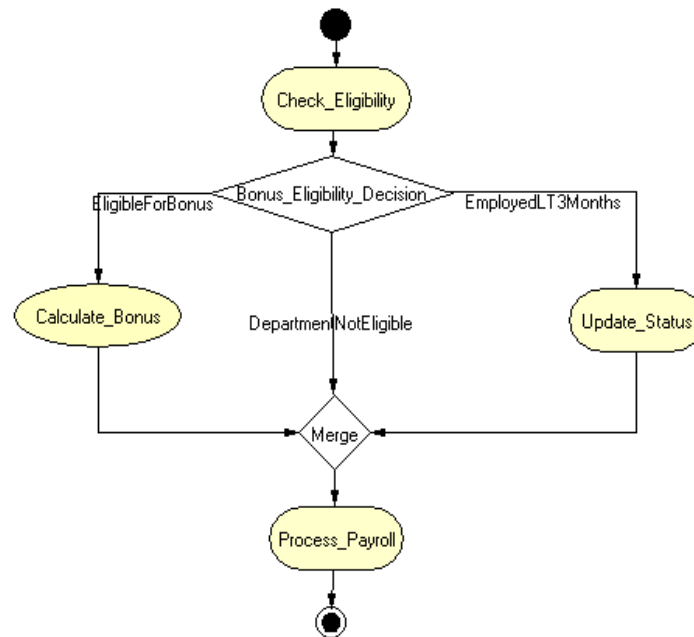 Check_Eligibility
Bonus_Eligibility_Decision
EligibleForBonus
EmployedLT3Months
Calculate_Bonus
DepartmentNotEligible
Update_Status
Merge
Process_Payroll